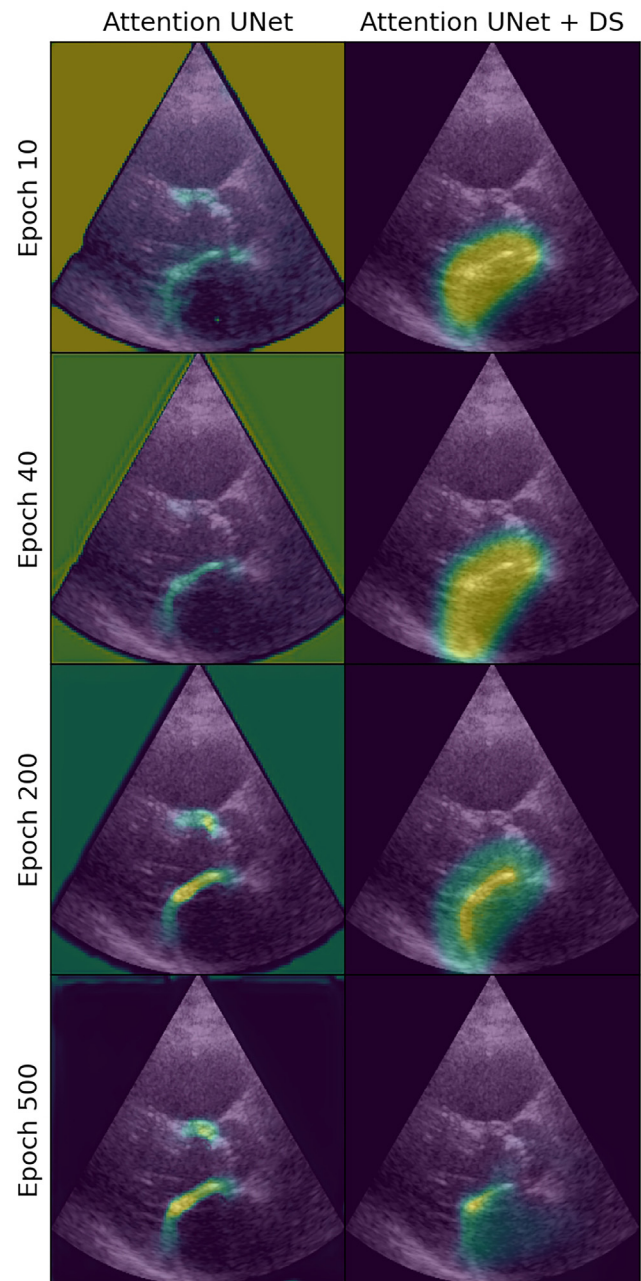 Attention UNet
Attention UNet + DS
Epoch 10
Epoch 40
Epoch 200
Epoch 500